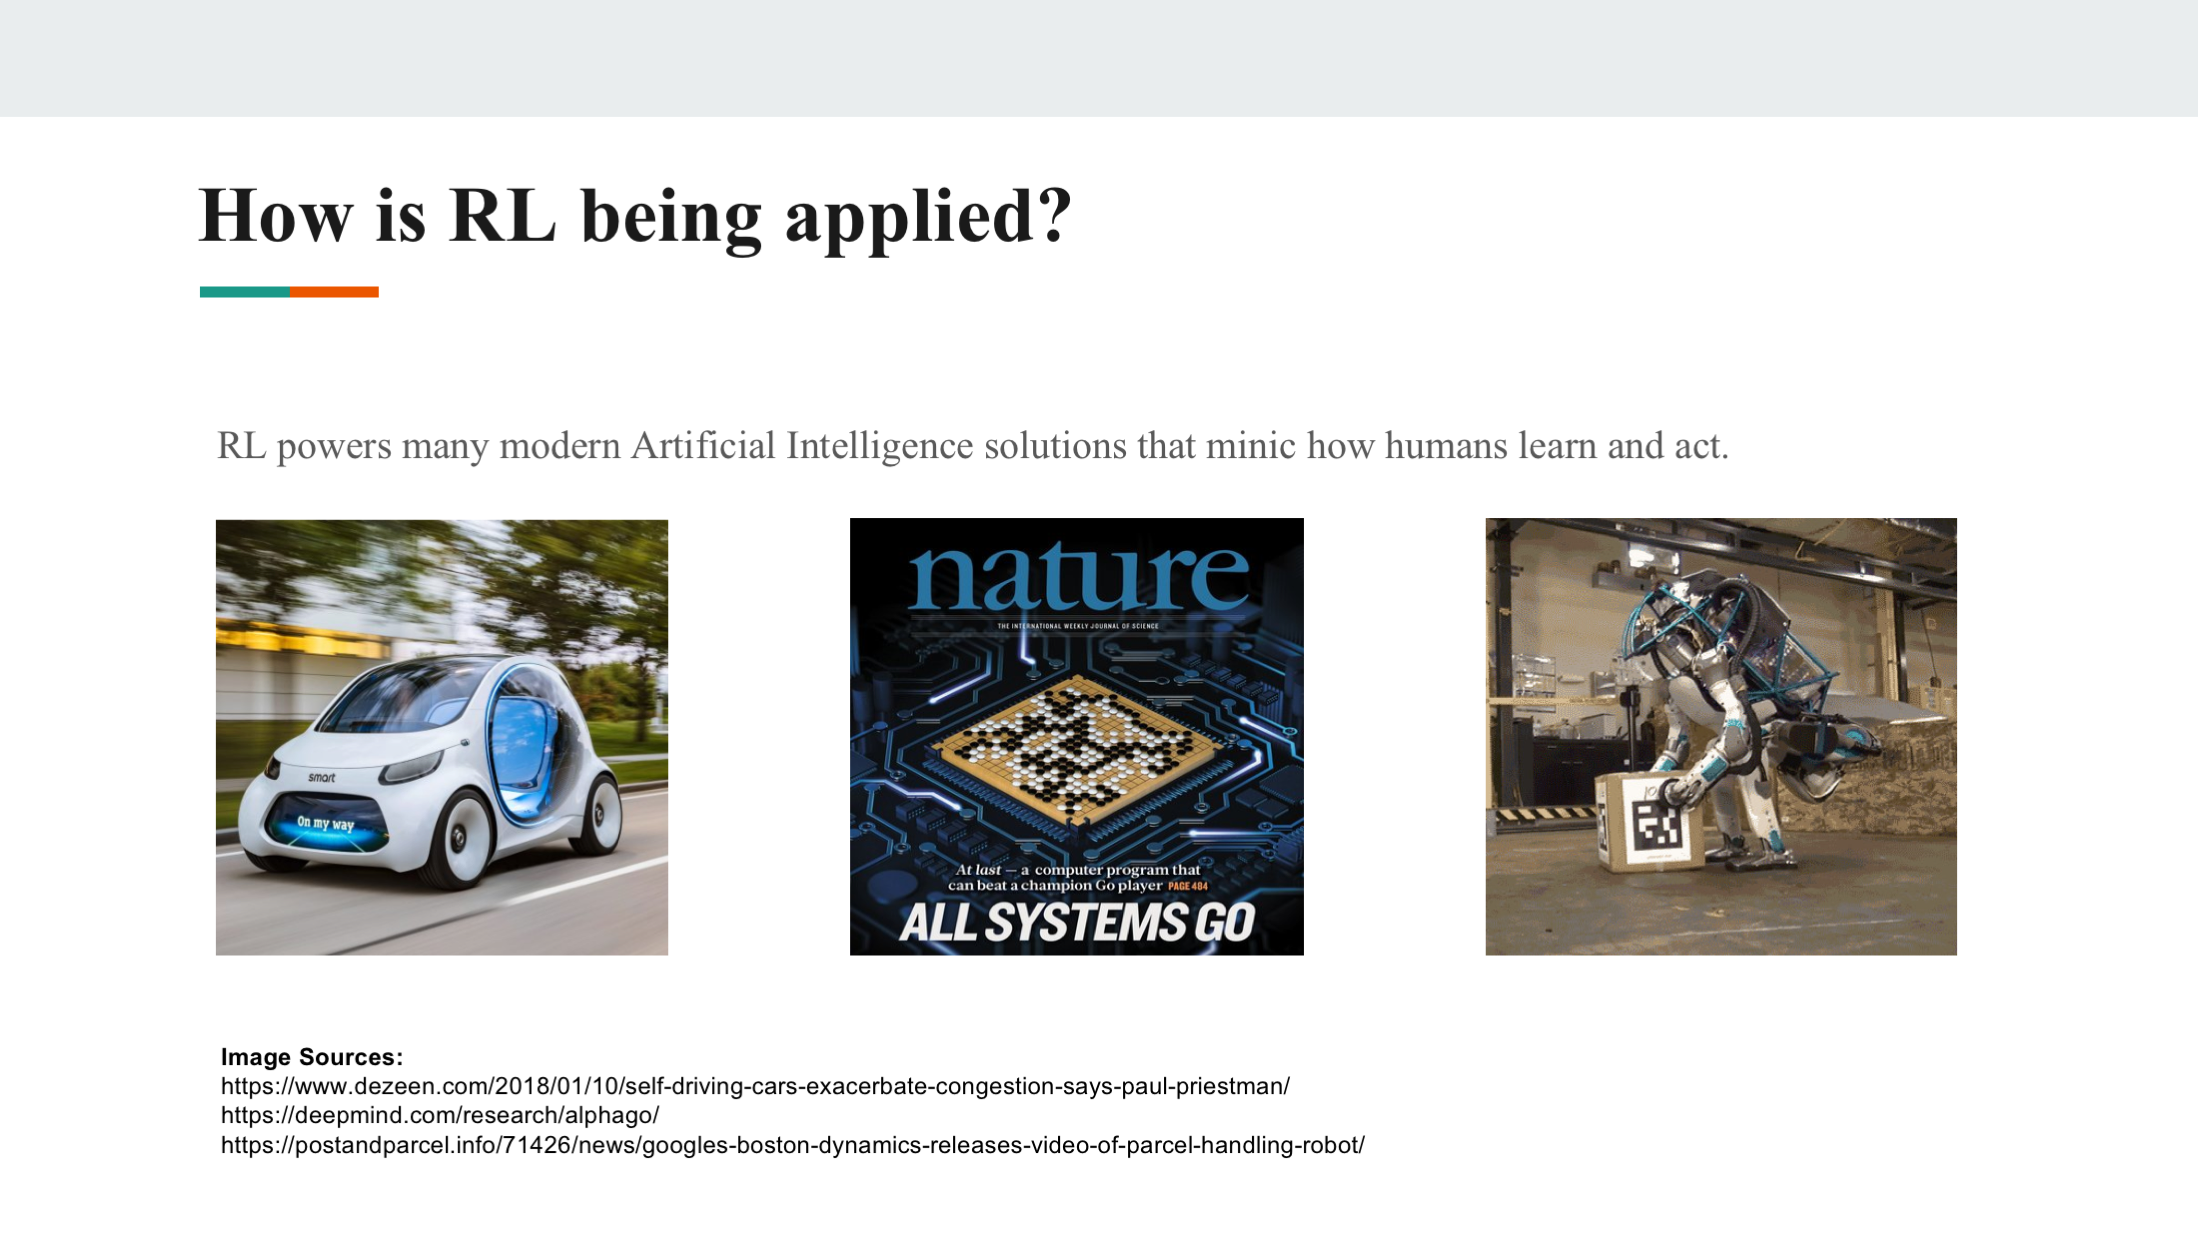 How is RL being applied?
RL powers many modern Artificial Intelligence solutions that minic how humans learn and act.
smart
On my way
nature
THE INTERNATIONAL WEEKLY JOURNAL OF SCIENCE
At last — a computer program that
can beat a champion Go player PAGE 484
ALL SYSTEMS GO
Image Sources:
https://www.dezeen.com/2018/01/10/self-driving-cars-exacerbate-congestion-says-paul-priestman/
https://deepmind.com/research/alphago/
https://postandparcel.info/71426/news/googles-boston-dynamics-releases-video-of-parcel-handling-robot/